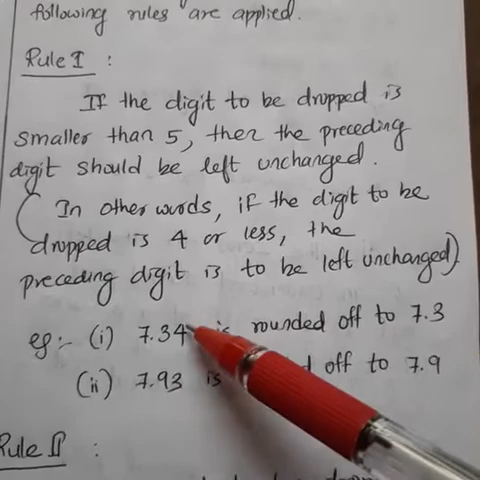 following rules are applied.
Rule I :
If the digit to be dropped is
smaller than 5, then the preceding
digit should be left unchanged.
(In other words, if the digit to be
dropped is 4 or less, the
preceding digit is to be left unchanged)
eg:- (i) 7.34 is rounded off to 7.3
(ii) 7.93 is off to 7.9
Rule II :